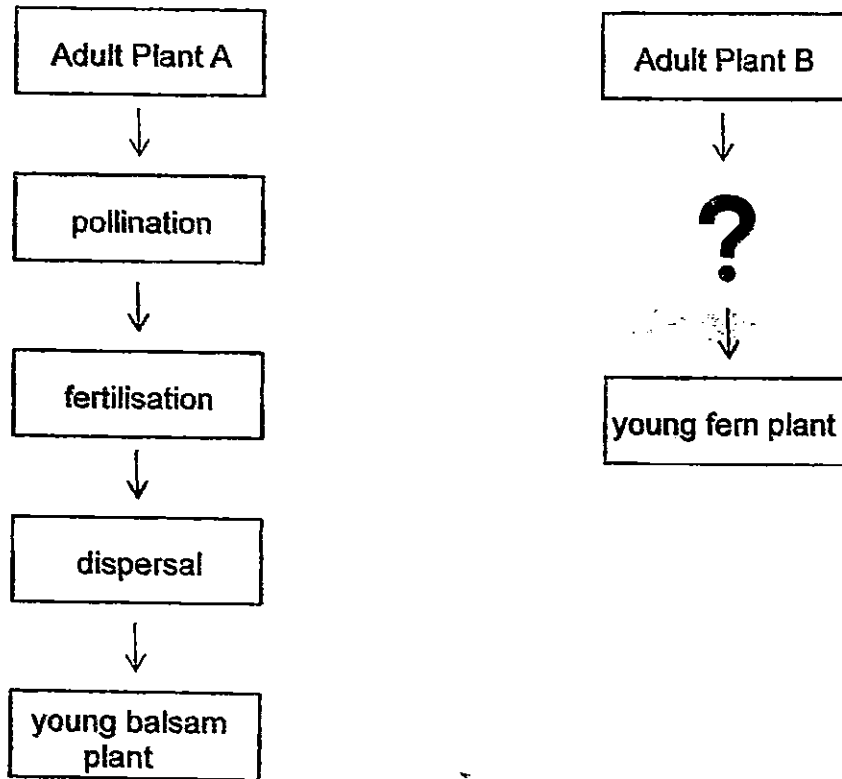 Adult Plant A
pollination
fertilisation
dispersal
young balsam
plant
Adult Plant B
?
young fern plant